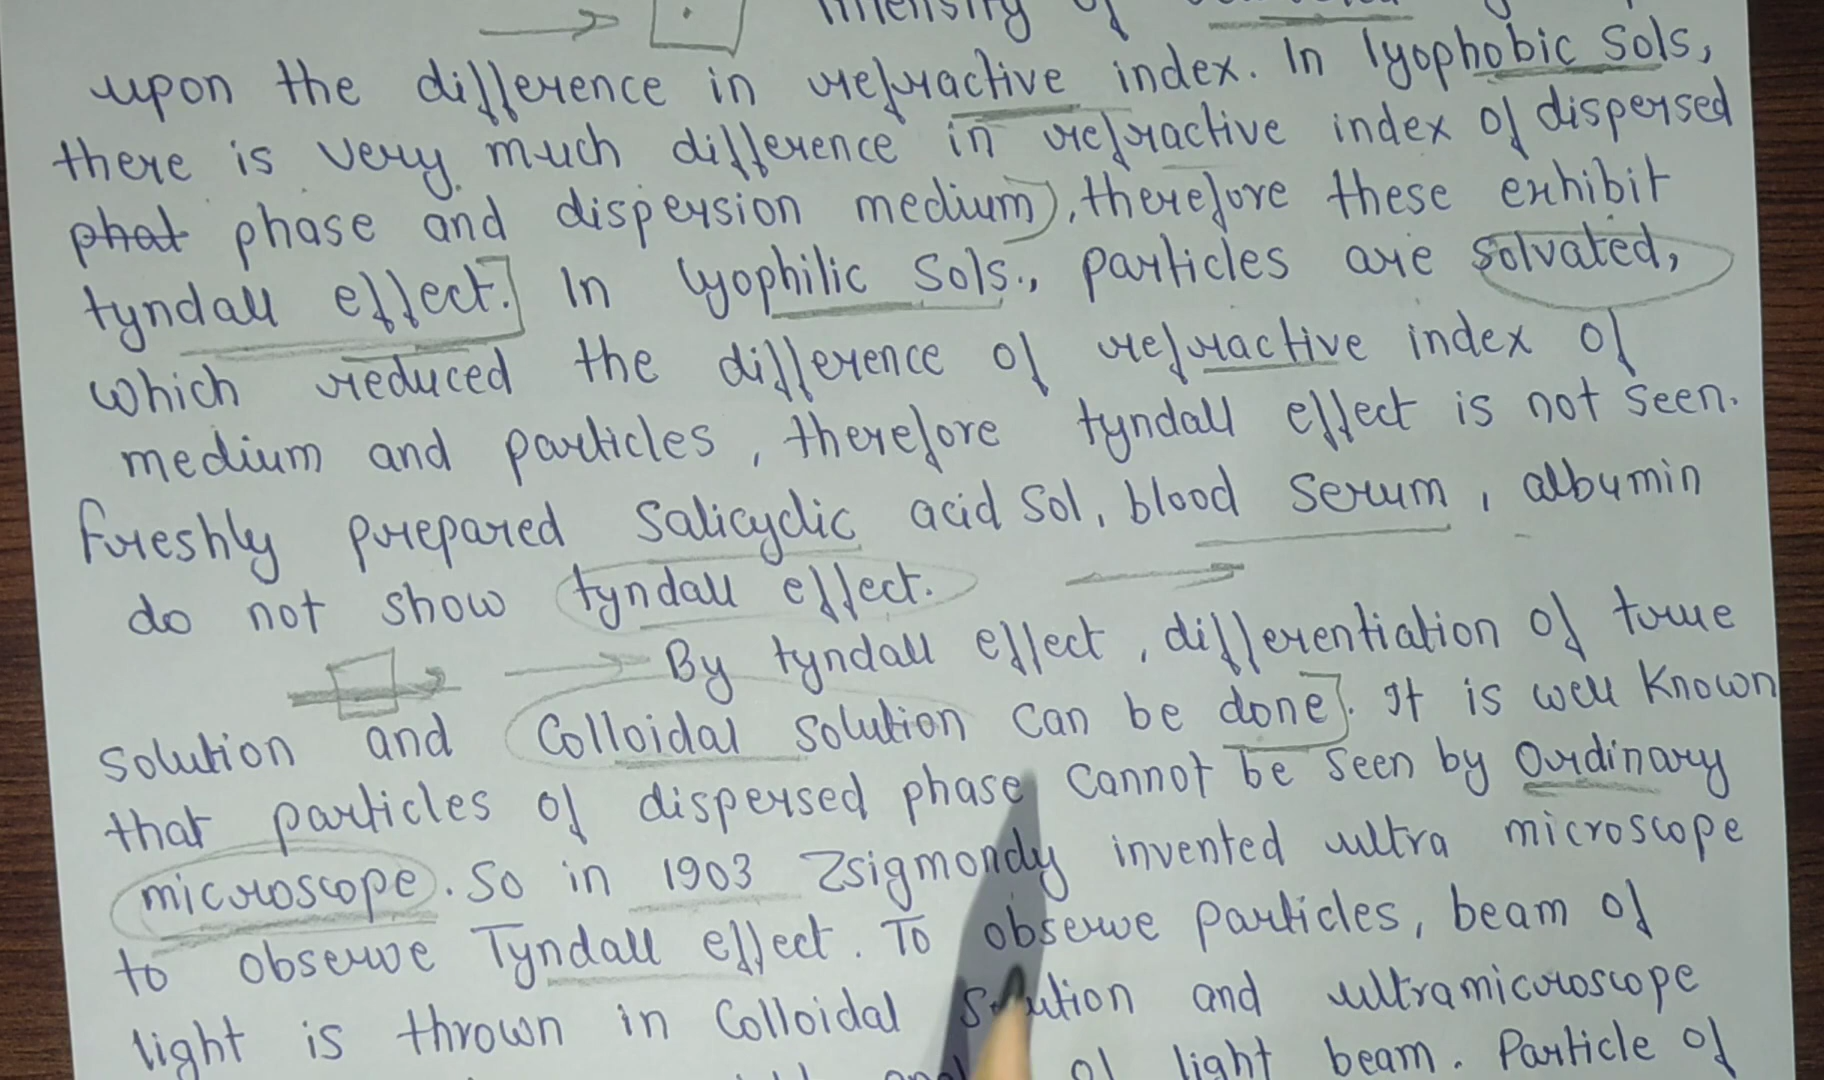 intensity of
upon the difference in refractive index. In lyophobic sols,
there is very much difference in refractive index of dispersed
phat phase and dispersion medium, therefore these exhibit
tyndall effect. In lyophilic sols., particles are solvated,
which reduced the difference of refractive index of
medium and particles, therefore tyndall effect is not seen.
freshly prepared Salicyclic acid sol, blood serum, albumin
do not show tyndall effect.
By tyndall effect, differentiation of true
solution and Colloidal solution can be done. It is well known
that particles of dispersed phase cannot be seen by Ordinary
microscope. So in 1903 Zsigmondy invented ultra microscope
to observe Tyndall effect. To observe particles, beam of
light is thrown in Colloidal solution and ultramicroscope
of light beam. Particle of